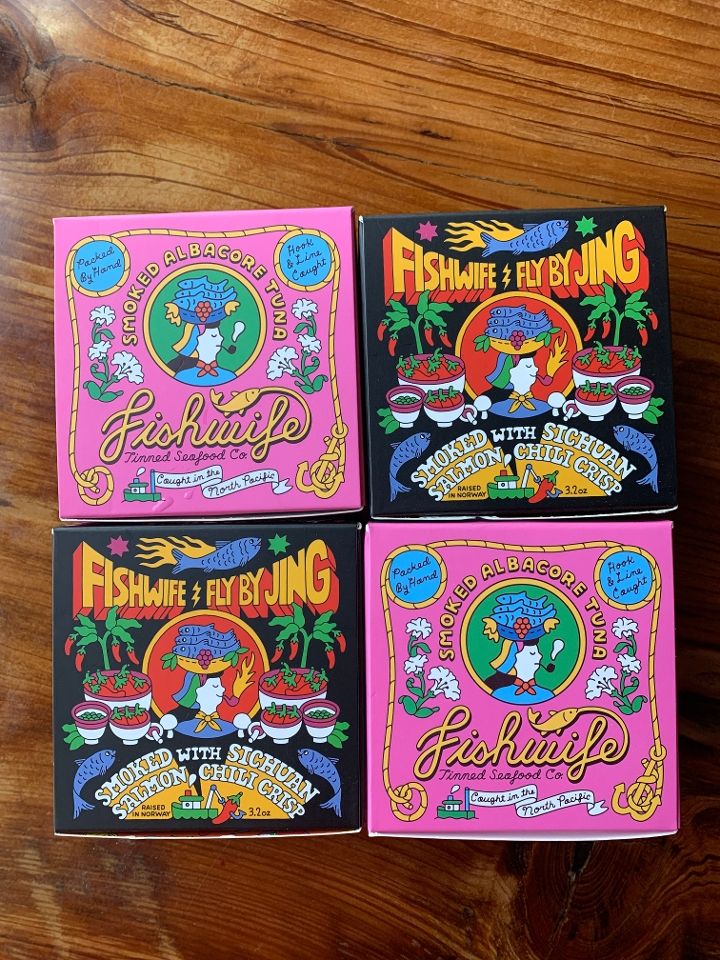 Packed
By Hand
SMOKED ALBACORE TUNA
Hook
& Line
Caught
Fishwife
Tinned Seafood Co.
Caught in the
North Pacific
FISHWIFE FLY BY JING
SMOKED WITH SICHUAN
SALMON CHILI CRISP
RAISED
IN NORWAY
3.2oz
FISHWIFE FLY BY JING
SMOKED WITH SICHUAN
SALMON CHILI CRISP
RAISED
IN NORWAY
3.2oz
Packed
By Hand
SMOKED ALBACORE TUNA
Hook
& Line
Caught
Fishwife
Tinned Seafood Co.
Caught in the
North Pacific